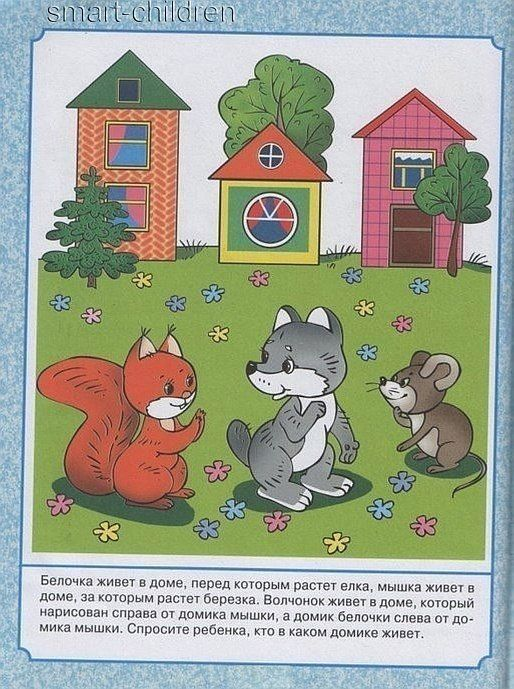 smart-children
Белочка живет в доме, перед которым растет елка, мышка живет в
доме, за которым растет березка. Волчонок живет в доме, который
нарисован справа от домика мышки, а домик белочки слева от до-
мика мышки. Спросите ребенка, кто в каком домике живет.